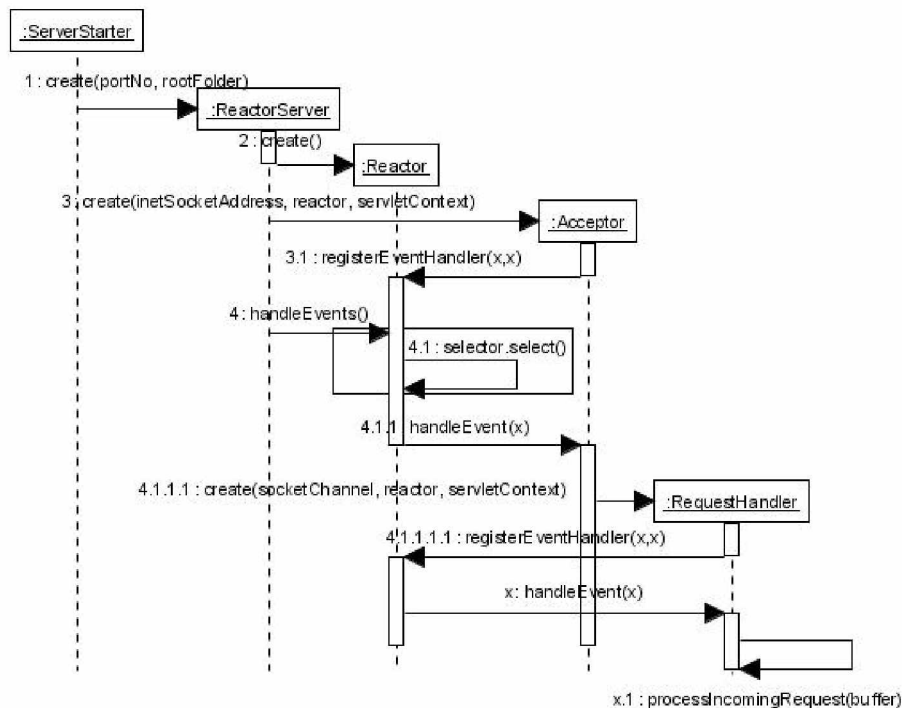 :ServerStarter
1 : create(portNo, rootFolder)
:ReactorServer
2 : create()
:Reactor
3 : create(inetSocketAddress, reactor, servletContext)
:Acceptor
3.1 : registerEventHandler(x,x)
4 : handleEvents()
4.1 : selector.select()
4.1.1 : handleEvent(x)
4.1.1.1 : create(socketChannel, reactor, servletContext)
:RequestHandler
4.1.1.1.1 : registerEventHandler(x,x)
x : handleEvent(x)
x.1 : processIncomingRequest(buffer)